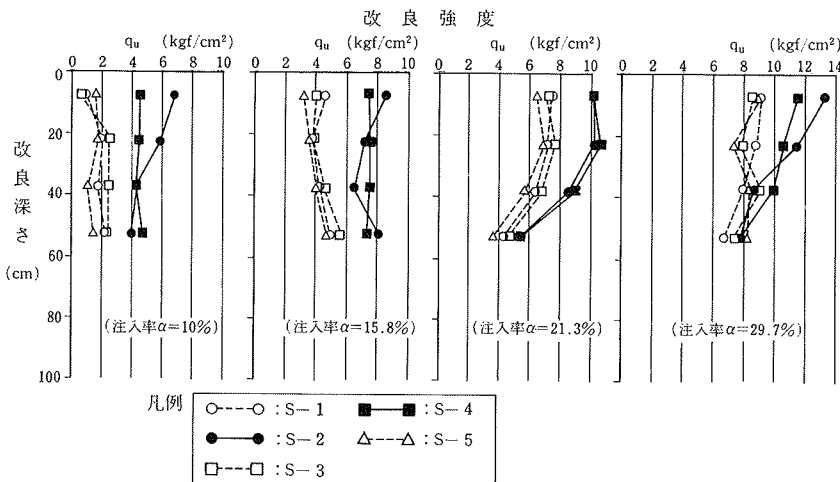 改良強度
qu (kgf/cm²) qu (kgf/cm²) qu (kgf/cm²) qu (kgf/cm²)
0 2 4 6 8 10 0 2 4 6 8 10 0 2 4 6 8 10 0 2 4 6 8 10 12 14
0
20
40
60
80
100
改良深さ
(cm)
(注入率α=10%) (注入率α=15.8%) (注入率α=21.3%) (注入率α=29.7%)
凡例
:S-1 :S-4
:S-2 :S-5
:S-3